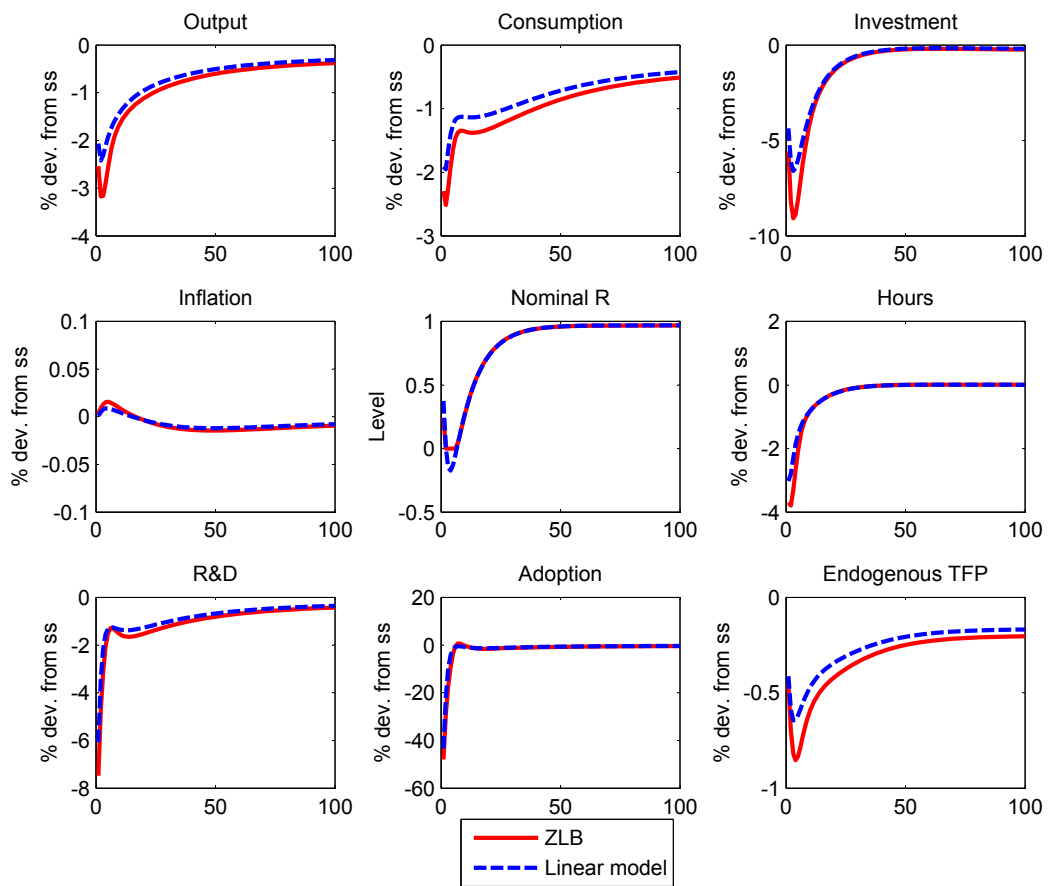 Output
Consumption
Investment
% dev. from ss
0
-1
-2
-3
-4
0 50 100
% dev. from ss
0
-1
-2
-3
0 50 100
% dev. from ss
0
-5
-10
0 50 100
Inflation
Nominal R
Hours
% dev. from ss
0.1
0.05
0
-0.05
-0.1
0 50 100
Level
1
0.5
0
-0.5
0 50 100
% dev. from ss
2
0
-2
-4
0 50 100
R&D
Adoption
Endogenous TFP
% dev. from ss
0
-2
-4
-6
-8
0 50 100
% dev. from ss
20
0
-20
-40
-60
0 50 100
% dev. from ss
0
-0.5
-1
0 50 100
ZLB
Linear model